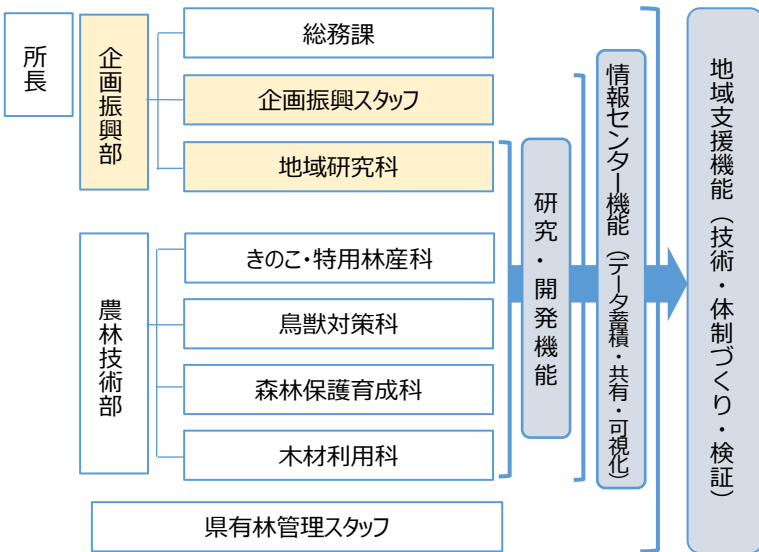 所長
企画振興部
総務課
企画振興スタッフ
地域研究科
農林技術部
きのこ・特用林産科
鳥獣対策科
森林保護育成科
木材利用科
県有林管理スタッフ
研究・開発機能
情報センター機能（データ蓄積・共有・可視化）
地域支援機能（技術・体制づくり・検証）